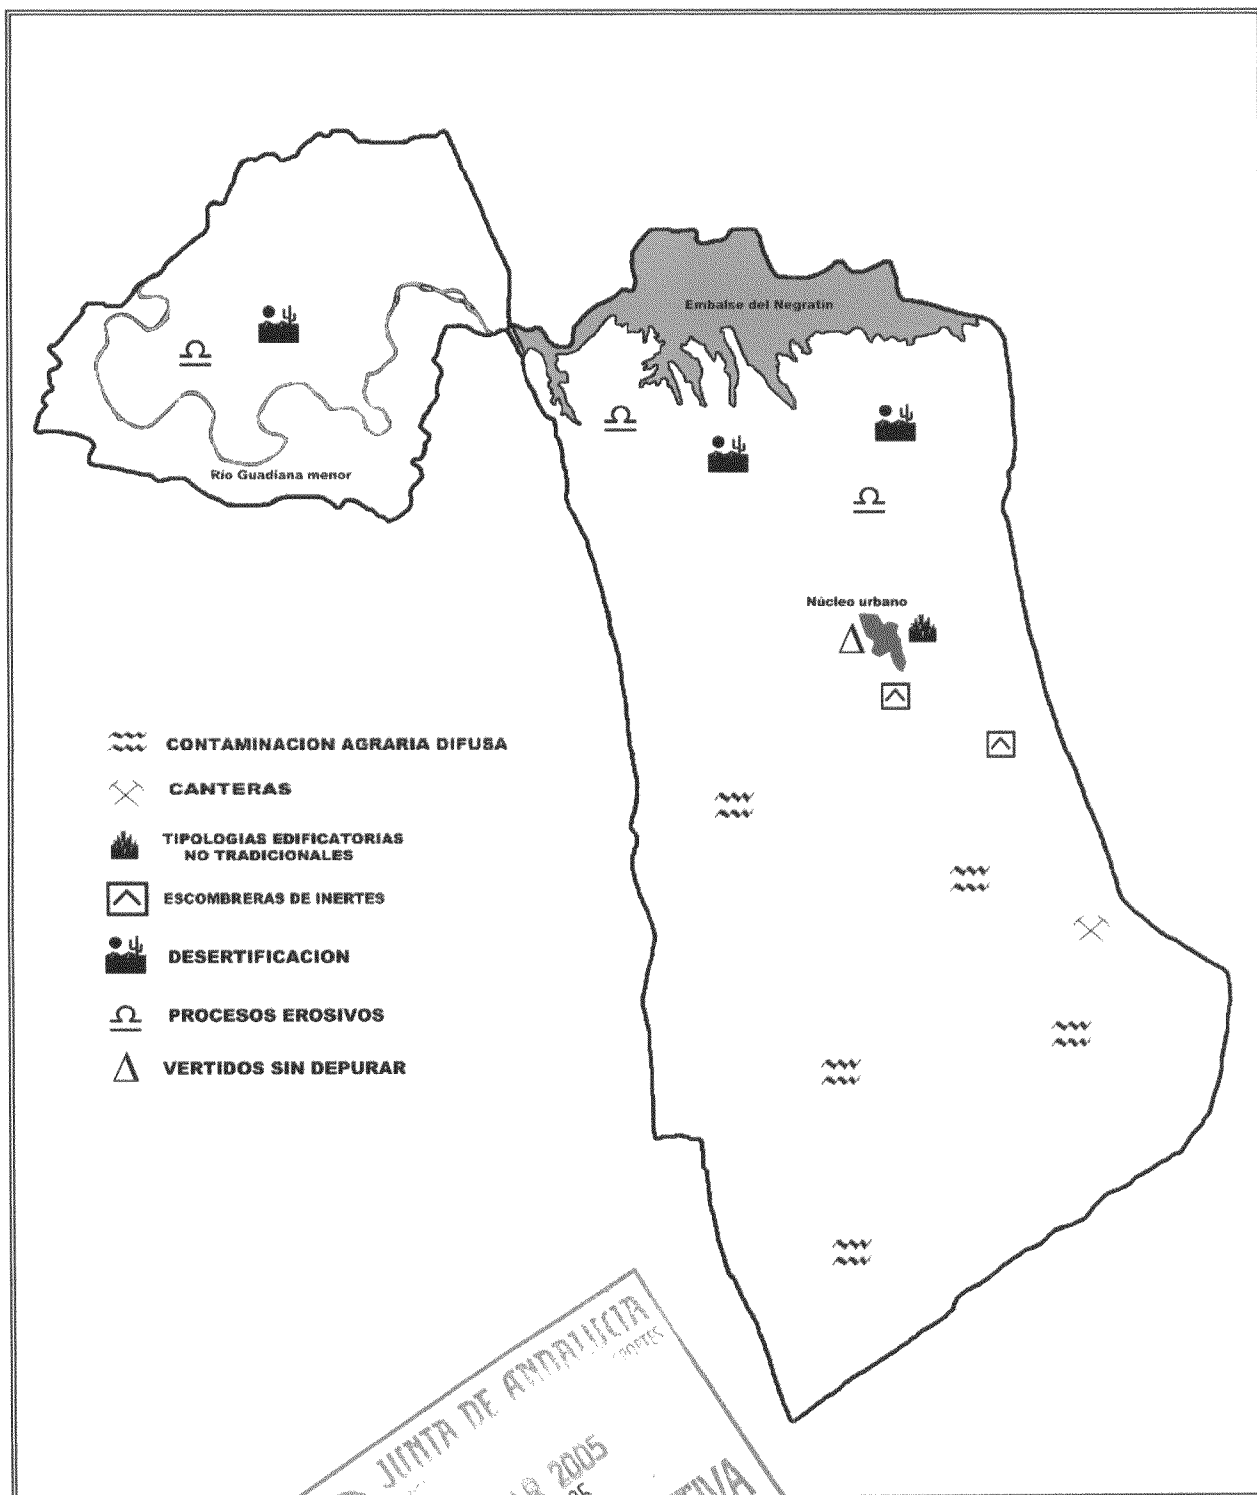 Embalse del Negratin
Río Guadiana menor
Núcleo urbano
CONTAMINACION AGRARIA DIFUSA
CANTERAS
TIPOLOGIAS EDIFICATORIAS
NO TRADICIONALES
ESCOMBRERAS DE INERTES
DESERTIFICACION
PROCESOS EROSIVOS
VERTIDOS SIN DEPURAR
JUNTA DE ANDALUCIA
2005